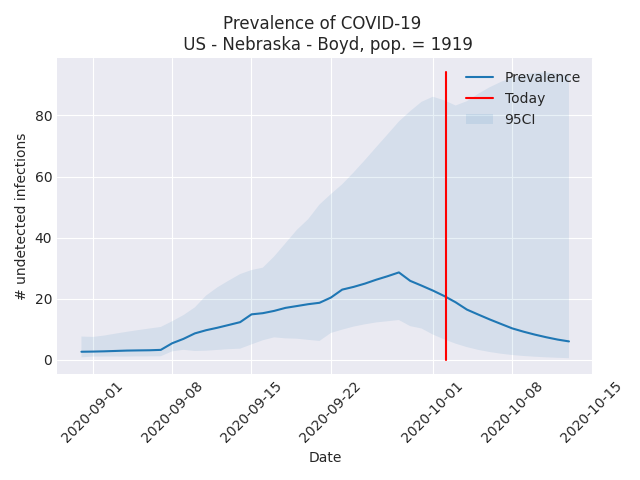 Prevalence of COVID-19
US - Nebraska - Boyd, pop. = 1919
Prevalence
Today
95CI
# undetected infections
80
60
40
20
0
2020-09-01
2020-09-08
2020-09-15
2020-09-22
2020-10-01
2020-10-08
2020-10-15
Date